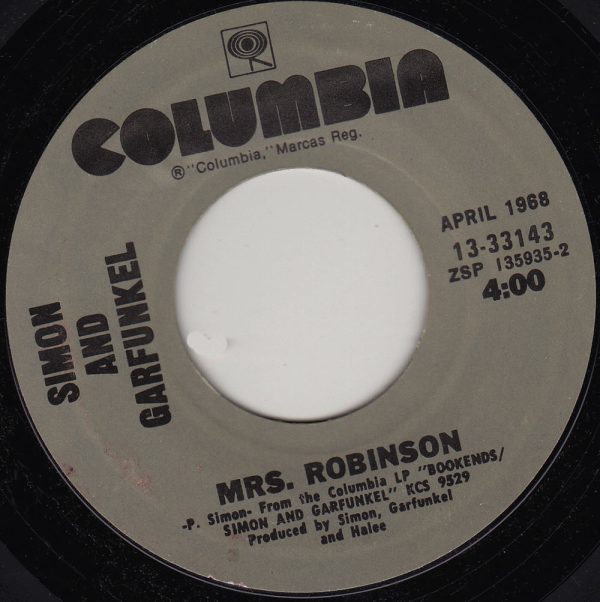 COLUMBIA
®"Columbia," Marcas Reg.
SIMON
AND
GARFUNKEL
APRIL 1968
13-33143
ZSP 135935-2
4:00
MRS. ROBINSON
-P. Simon- From the Columbia LP "BOOKENDS/
SIMON AND GARFUNKEL" KCS 9529
Produced by Simon, Garfunkel
and Halee